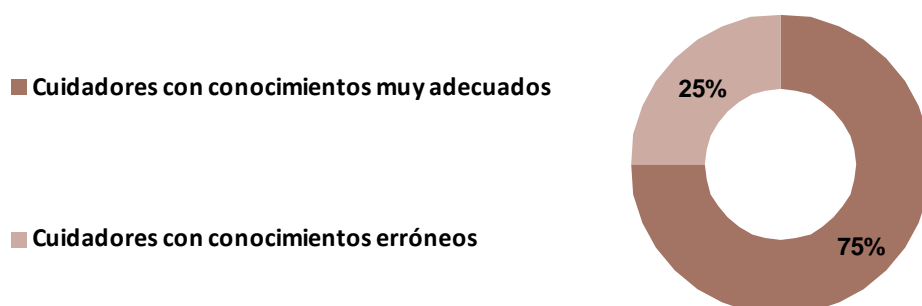 Cuidadores con conocimientos muy adecuados
25%
Cuidadores con conocimientos erróneos
75%